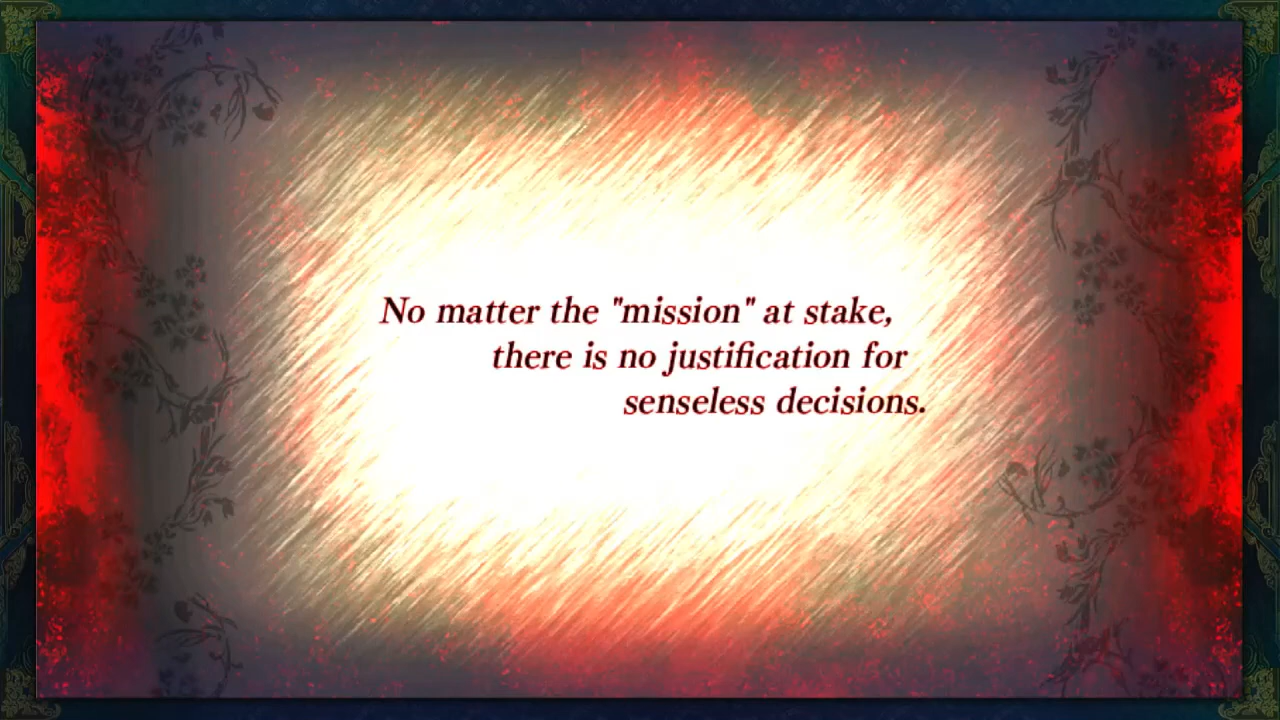 No matter the "mission" at stake,
there is no justification for
senseless decisions.